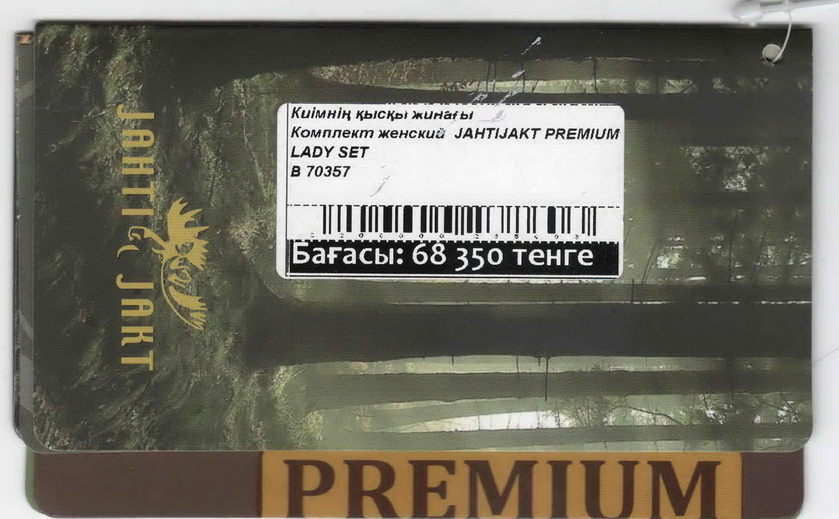 Киімнің қысқы жинағы
Комплект женский JAHTIJAKT PREMIUM
LADY SET
B 70357
Бағасы: 68 350 тенге
JAHTI JAKT
PREMIUM